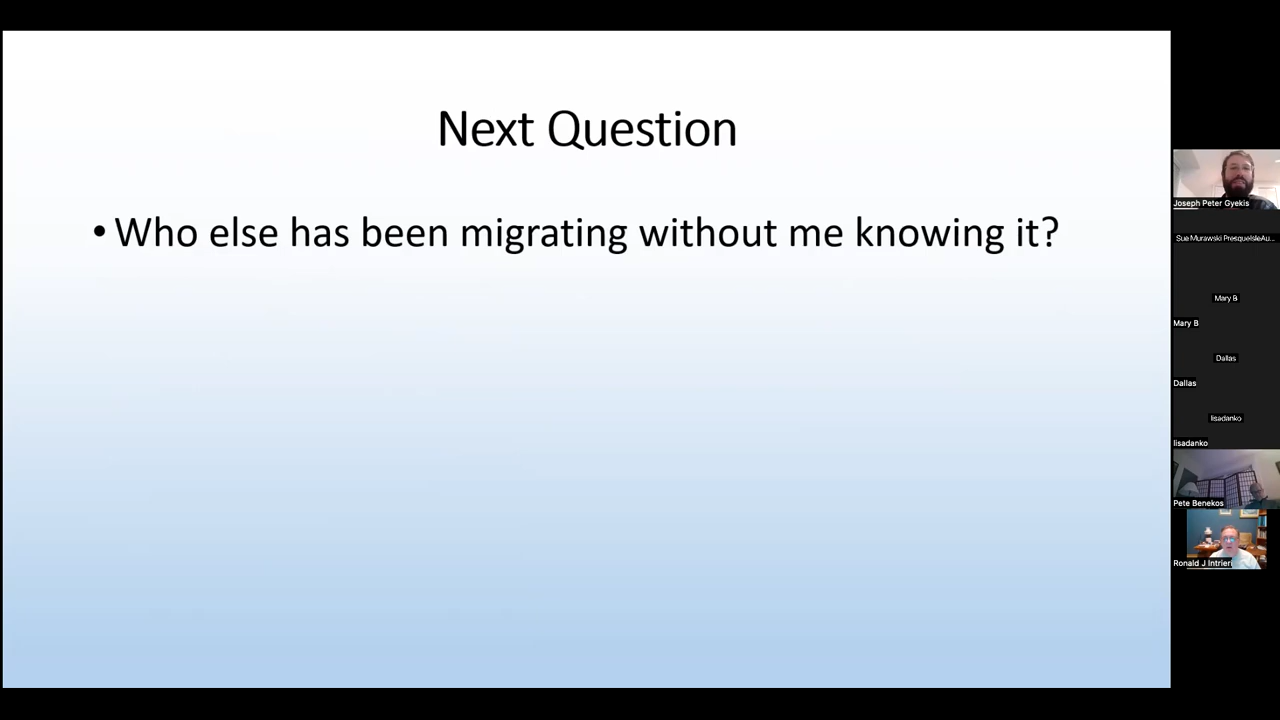 Next Question
• Who else has been migrating without me knowing it?
Joseph Peter Gyekis
Sue Murawski PresqueIsleAu...
Mary B
Mary B
Dallas
Dallas
lisadanko
lisadanko
Pete Benekos
Ronald J Intrieri